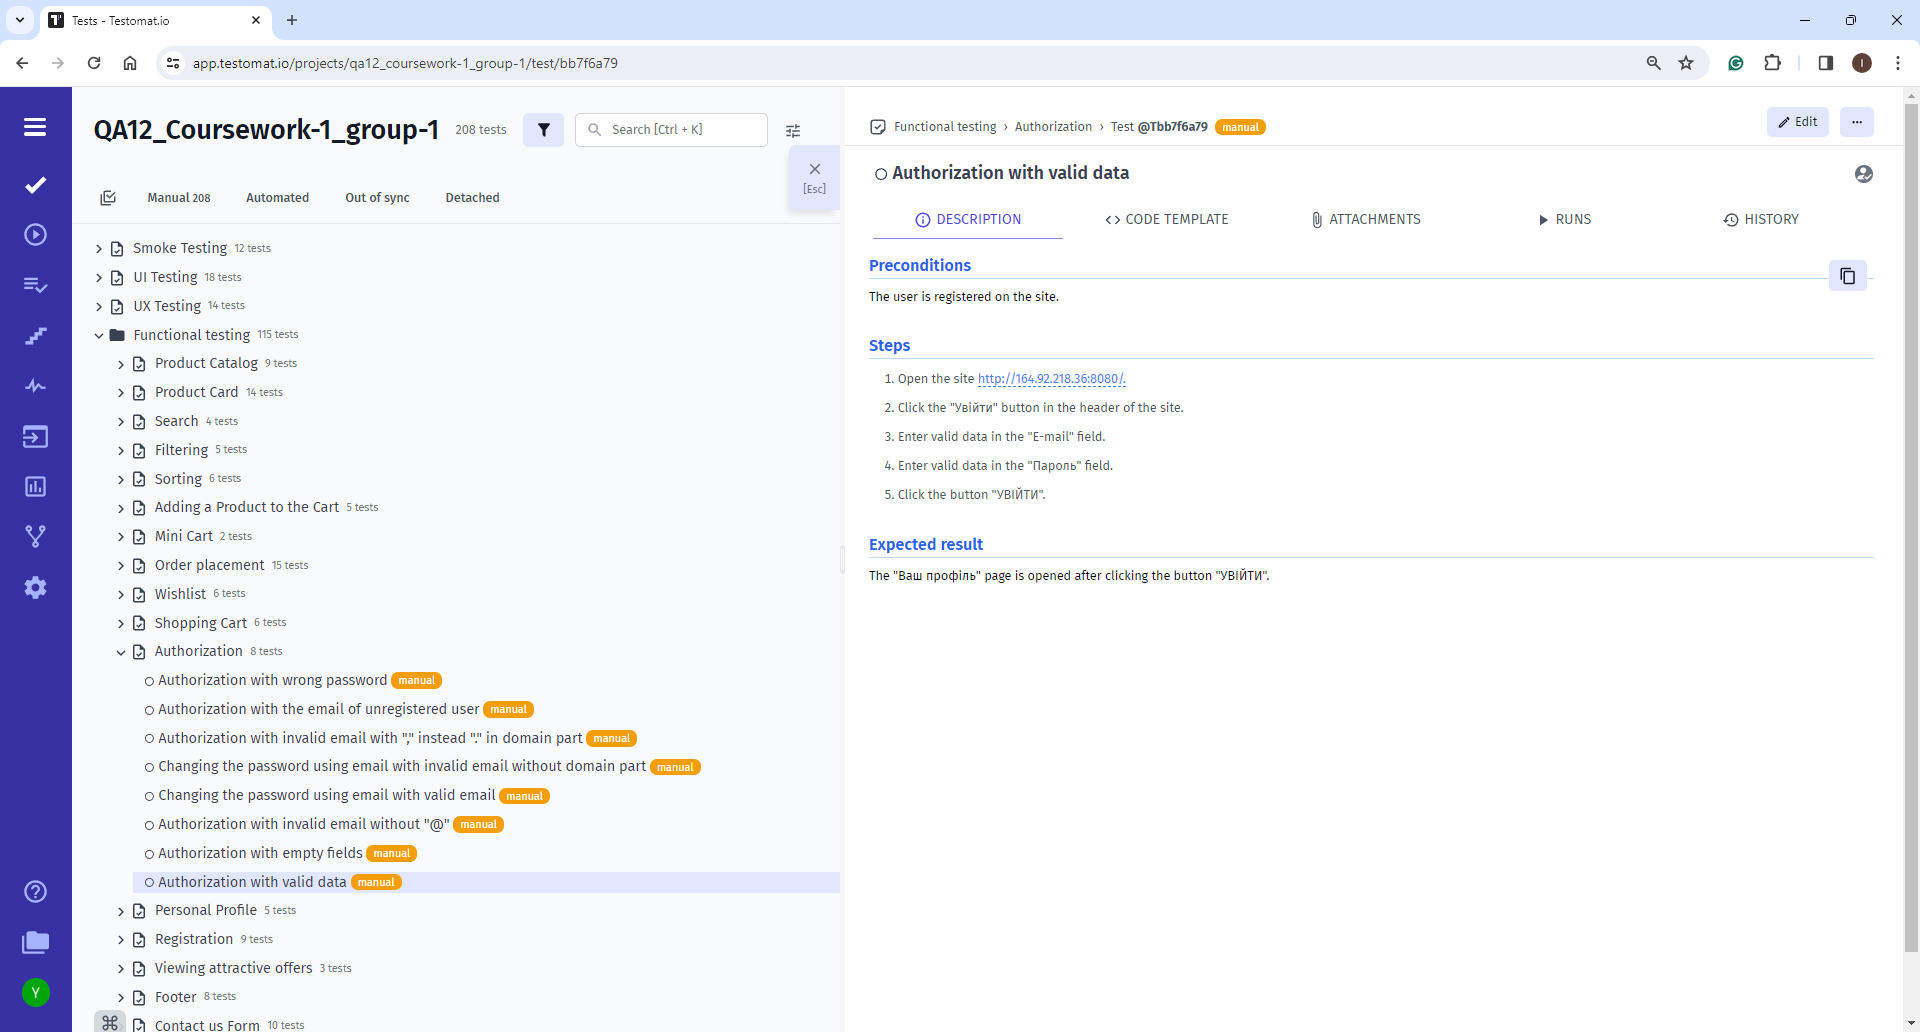 Tests - Testomat.io
app.testomat.io/projects/qa12_coursework-1_group-1/test/bb7f6a79
I
QA12_Coursework-1_group-1 208 tests
Search [Ctrl + K]
[Esc]
Manual 208 Automated Out of sync Detached
Smoke Testing 12 tests
UI Testing 18 tests
UX Testing 14 tests
Functional testing 115 tests
Product Catalog 9 tests
Product Card 14 tests
Search 4 tests
Filtering 5 tests
Sorting 6 tests
Adding a Product to the Cart 5 tests
Mini Cart 2 tests
Order placement 15 tests
Wishlist 6 tests
Shopping Cart 6 tests
Authorization 8 tests
Authorization with wrong password manual
Authorization with the email of unregistered user manual
Authorization with invalid email with "," instead "." in domain part manual
Changing the password using email with invalid email without domain part manual
Changing the password using email with valid email manual
Authorization with invalid email without "@" manual
Authorization with empty fields manual
Authorization with valid data manual
Personal Profile 5 tests
Registration 9 tests
Viewing attractive offers 3 tests
Footer 8 tests
Contact us Form 10 tests
Y
Functional testing › Authorization › Test @Tbb7f6a79 manual
Edit
Authorization with valid data
DESCRIPTION CODE TEMPLATE ATTACHMENTS RUNS HISTORY
Preconditions
The user is registered on the site.
Steps
1. Open the site http://164.92.218.36:8080/.
2. Click the "Увійти" button in the header of the site.
3. Enter valid data in the "E-mail" field.
4. Enter valid data in the "Пароль" field.
5. Click the button "УВІЙТИ".
Expected result
The "Ваш профіль" page is opened after clicking the button "УВІЙТИ".